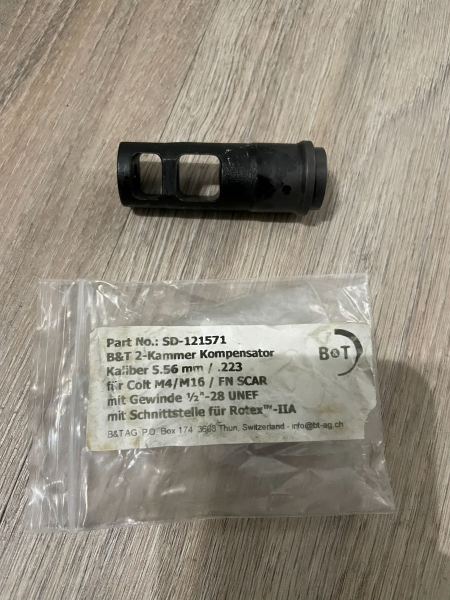 Part No.: SD-121571
B&T 2-Kammer Kompensator
Kaliber 5.56 mm / .223
für Colt M4/M16 / FN SCAR
mit Gewinde ½"-28 UNEF
mit Schnittstelle für Rotex™-IIA
B&T AG P.O. Box 174 3608 Thun, Switzerland - info@bt-ag.ch
B&T